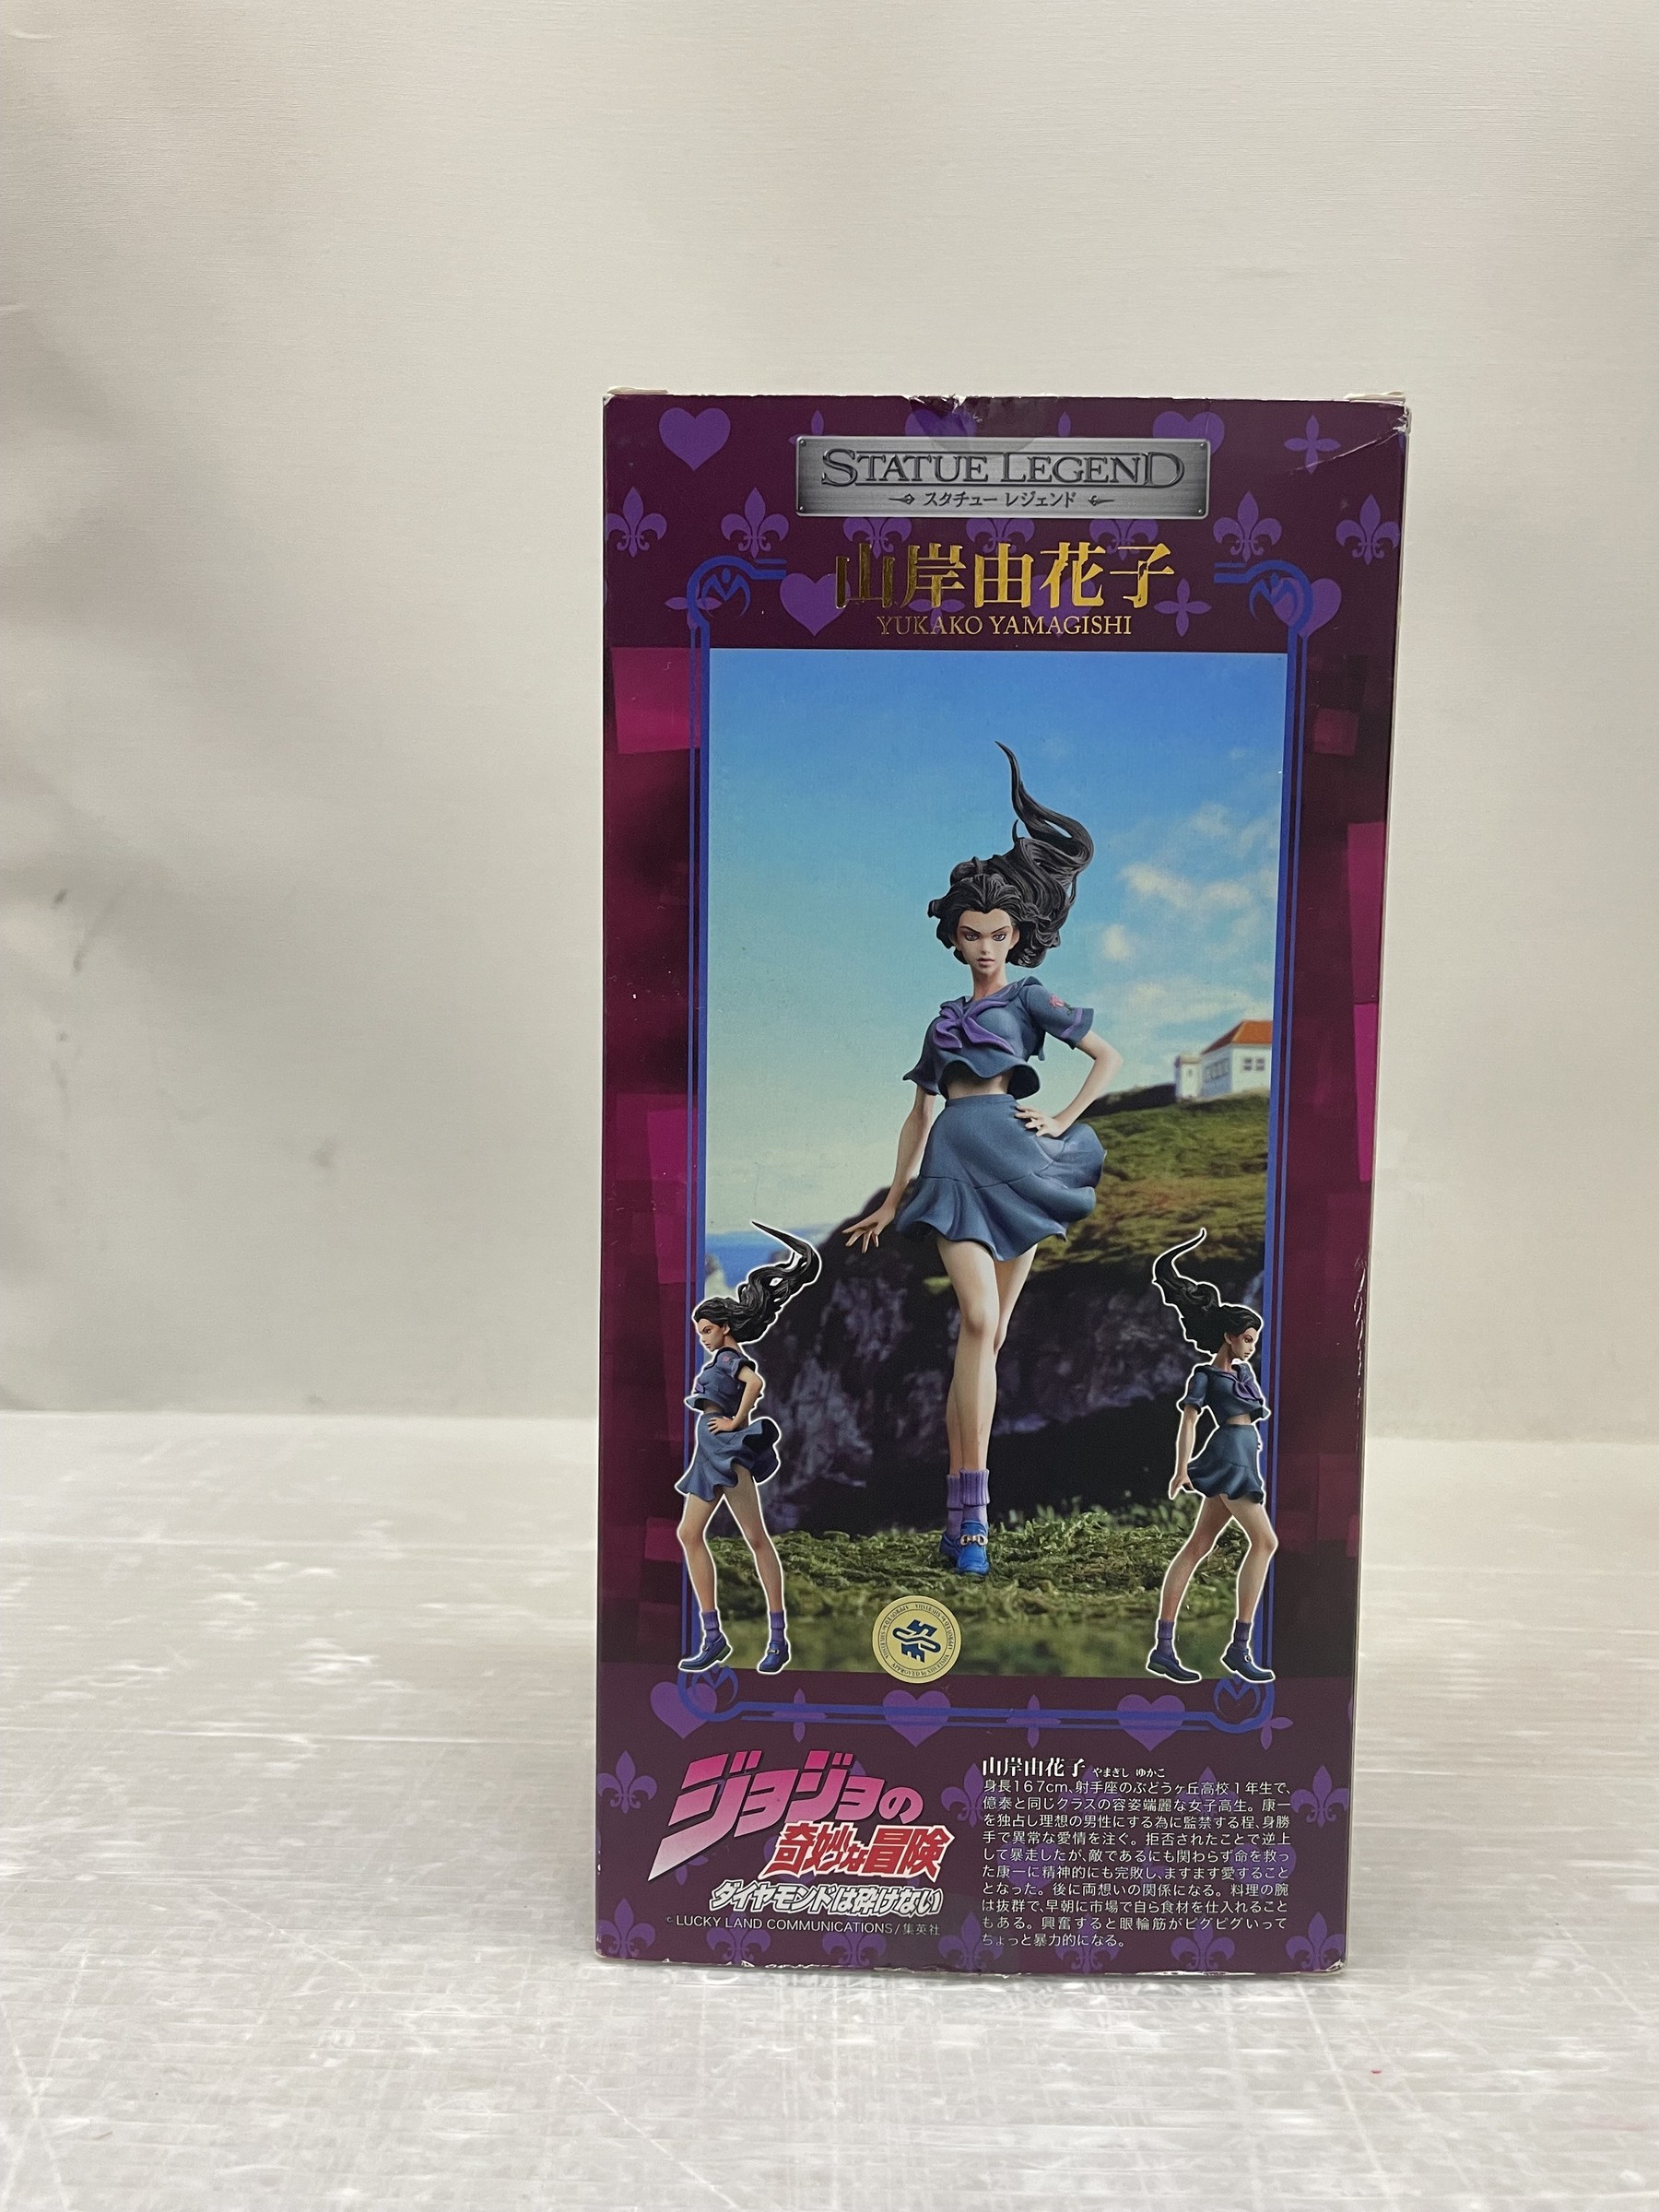 STATUE LEGEND
スタチュー レジェンド
山岸由花子
YUKAKO YAMAGISHI
ジョジョの
奇妙な冒険
ダイヤモンドは砕けない
©LUCKY LAND COMMUNICATIONS/集英社
山岸由花子 やまぎし ゆかこ
身長167cm、射手座のぶどうヶ丘高校1年生で、
億泰と同じクラスの容姿端麗な女子高生。康一
を独占し理想の男性にする為に監禁する程、身勝
手で異常な愛情を注ぐ。拒否されたことで逆上
して暴走したが、敵であるにも関わらず命を救っ
た康一に精神的にも完敗し、ますます愛すること
となった。後に両想いの関係になる。料理の腕
は抜群で、早朝に市場で自ら食材を仕入れること
もある。興奮すると眼輪筋がピグピグいって
ちょっと暴力的になる。